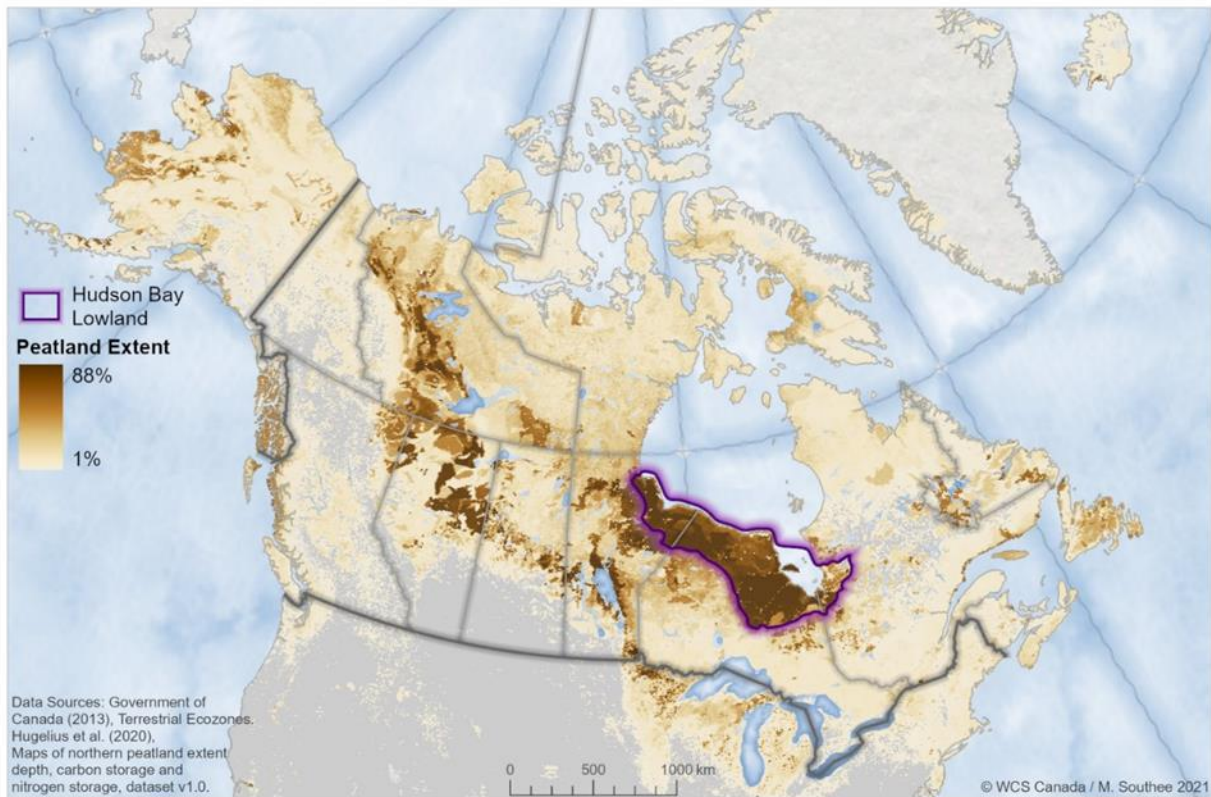 Hudson Bay
Lowland
Peatland Extent
88%
1%
Data Sources: Government of
Canada (2013), Terrestrial Ecozones.
Hugelius et al. (2020),
Maps of northern peatland extent
depth, carbon storage and
nitrogen storage, dataset v1.0.
0 500 1000 km
© WCS Canada / M. Southee 2021